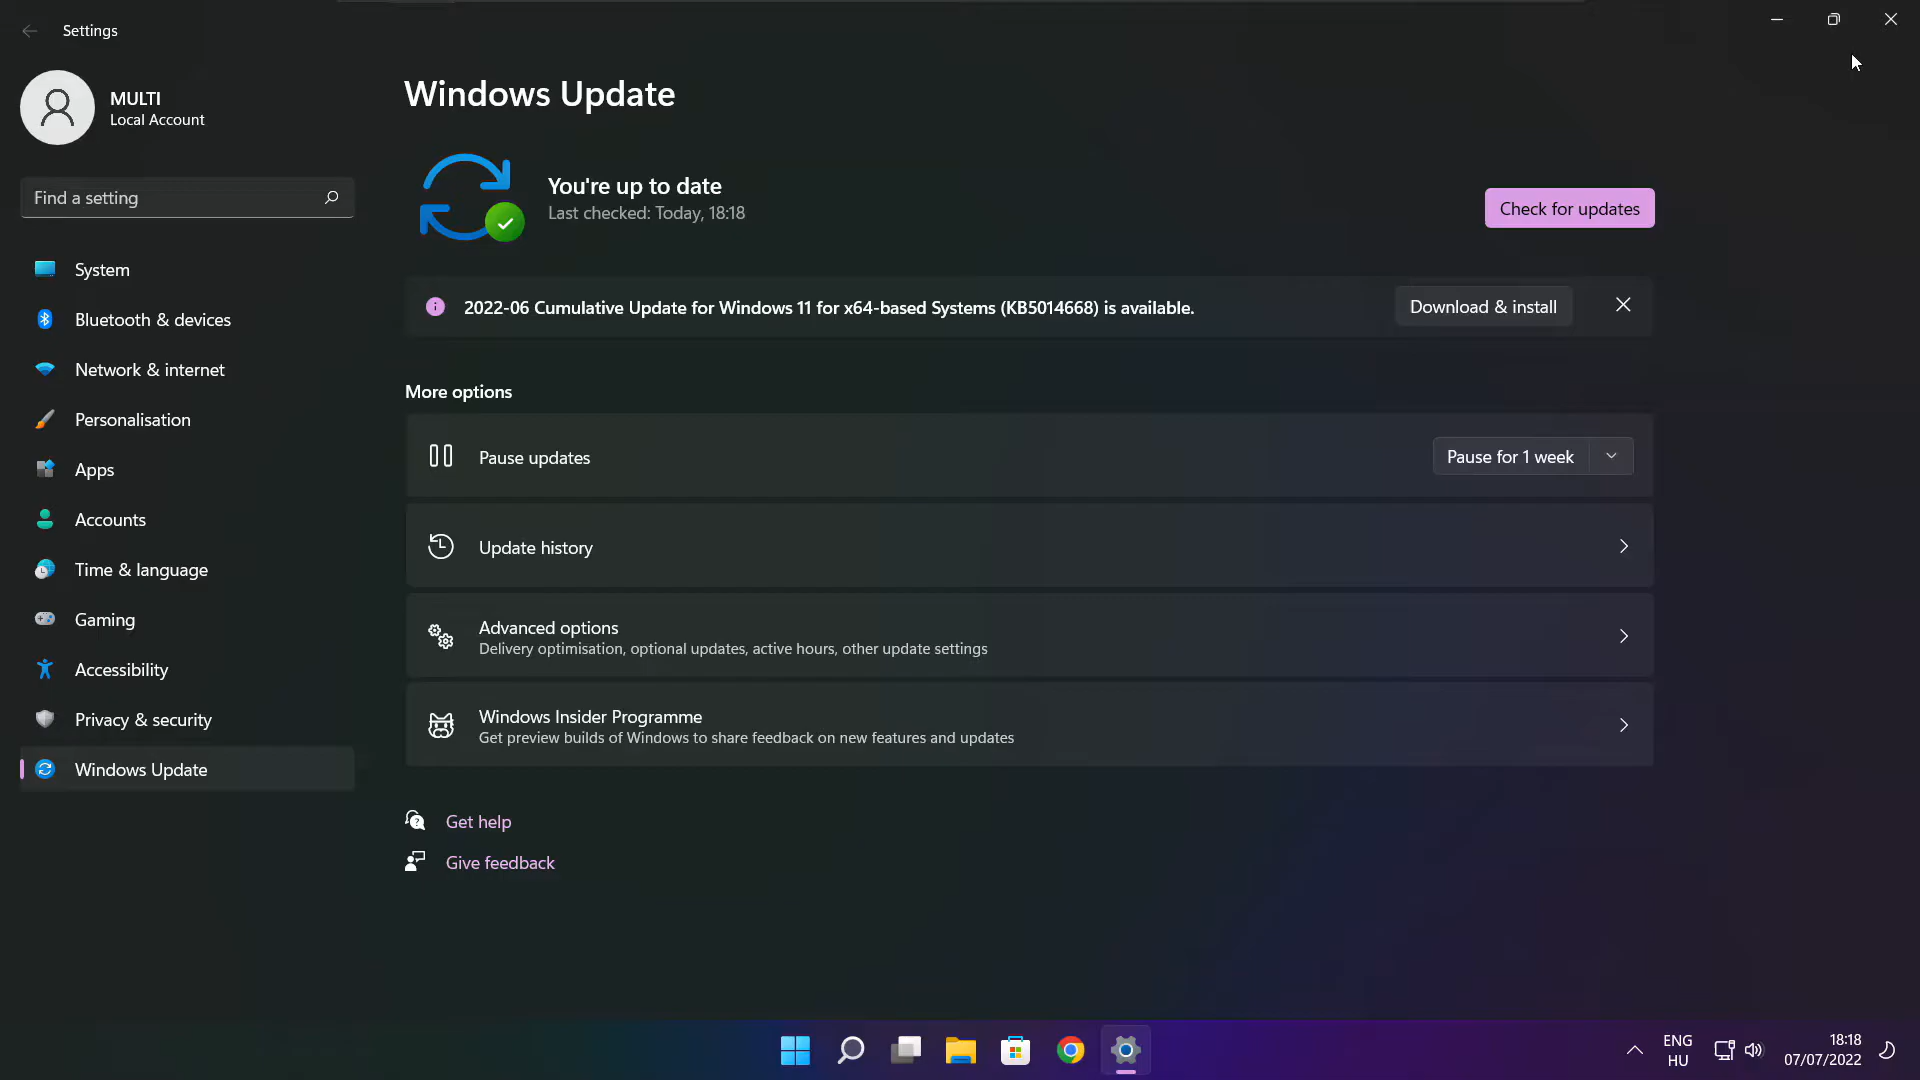 Settings
MULTI
Local Account
Find a setting
System
Bluetooth & devices
Network & internet
Personalisation
Apps
Accounts
Time & language
Gaming
Accessibility
Privacy & security
Windows Update
Windows Update
You're up to date
Last checked: Today, 18:18
Check for updates
2022-06 Cumulative Update for Windows 11 for x64-based Systems (KB5014668) is available.
Download & install
More options
Pause updates
Pause for 1 week
Update history
Advanced options
Delivery optimisation, optional updates, active hours, other update settings
Windows Insider Programme
Get preview builds of Windows to share feedback on new features and updates
Get help
Give feedback
ENG
HU
18:18
07/07/2022